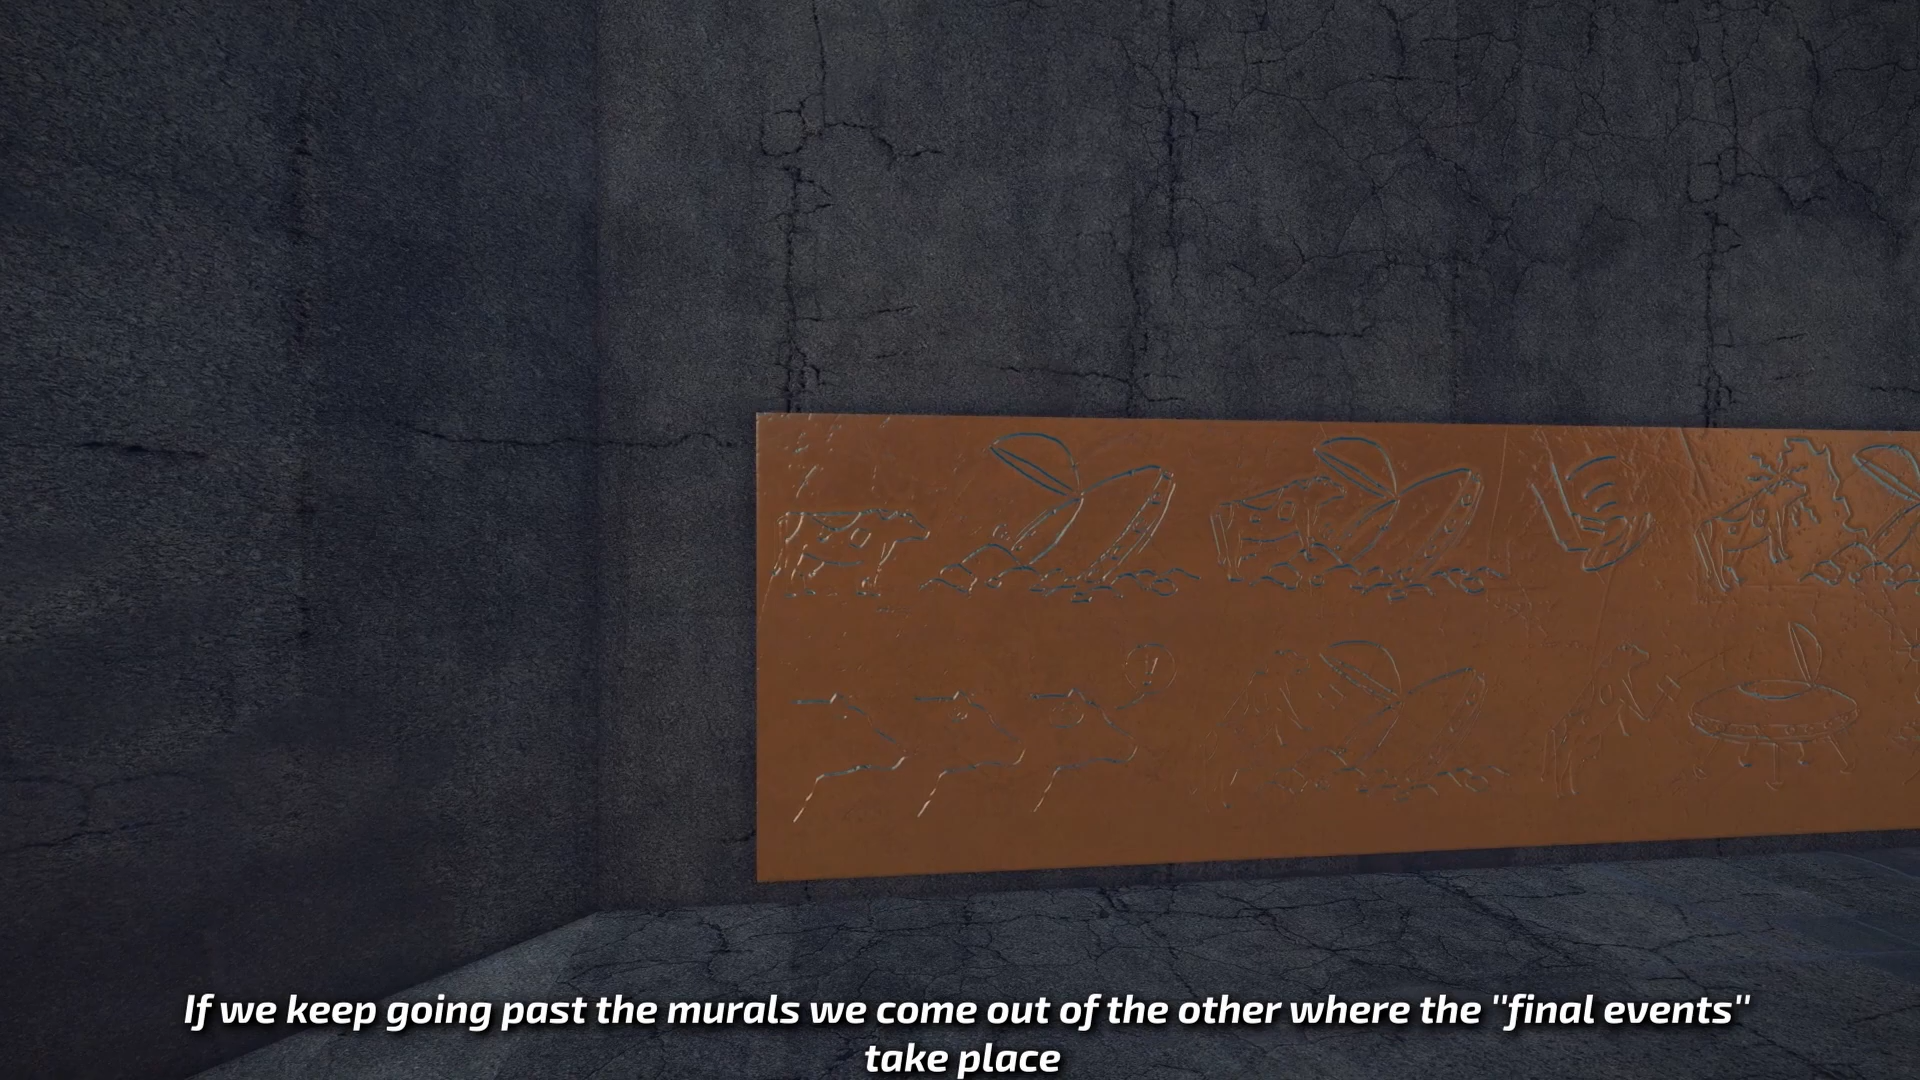 If we keep going past the murals we come out of the other where the "final events"
take place